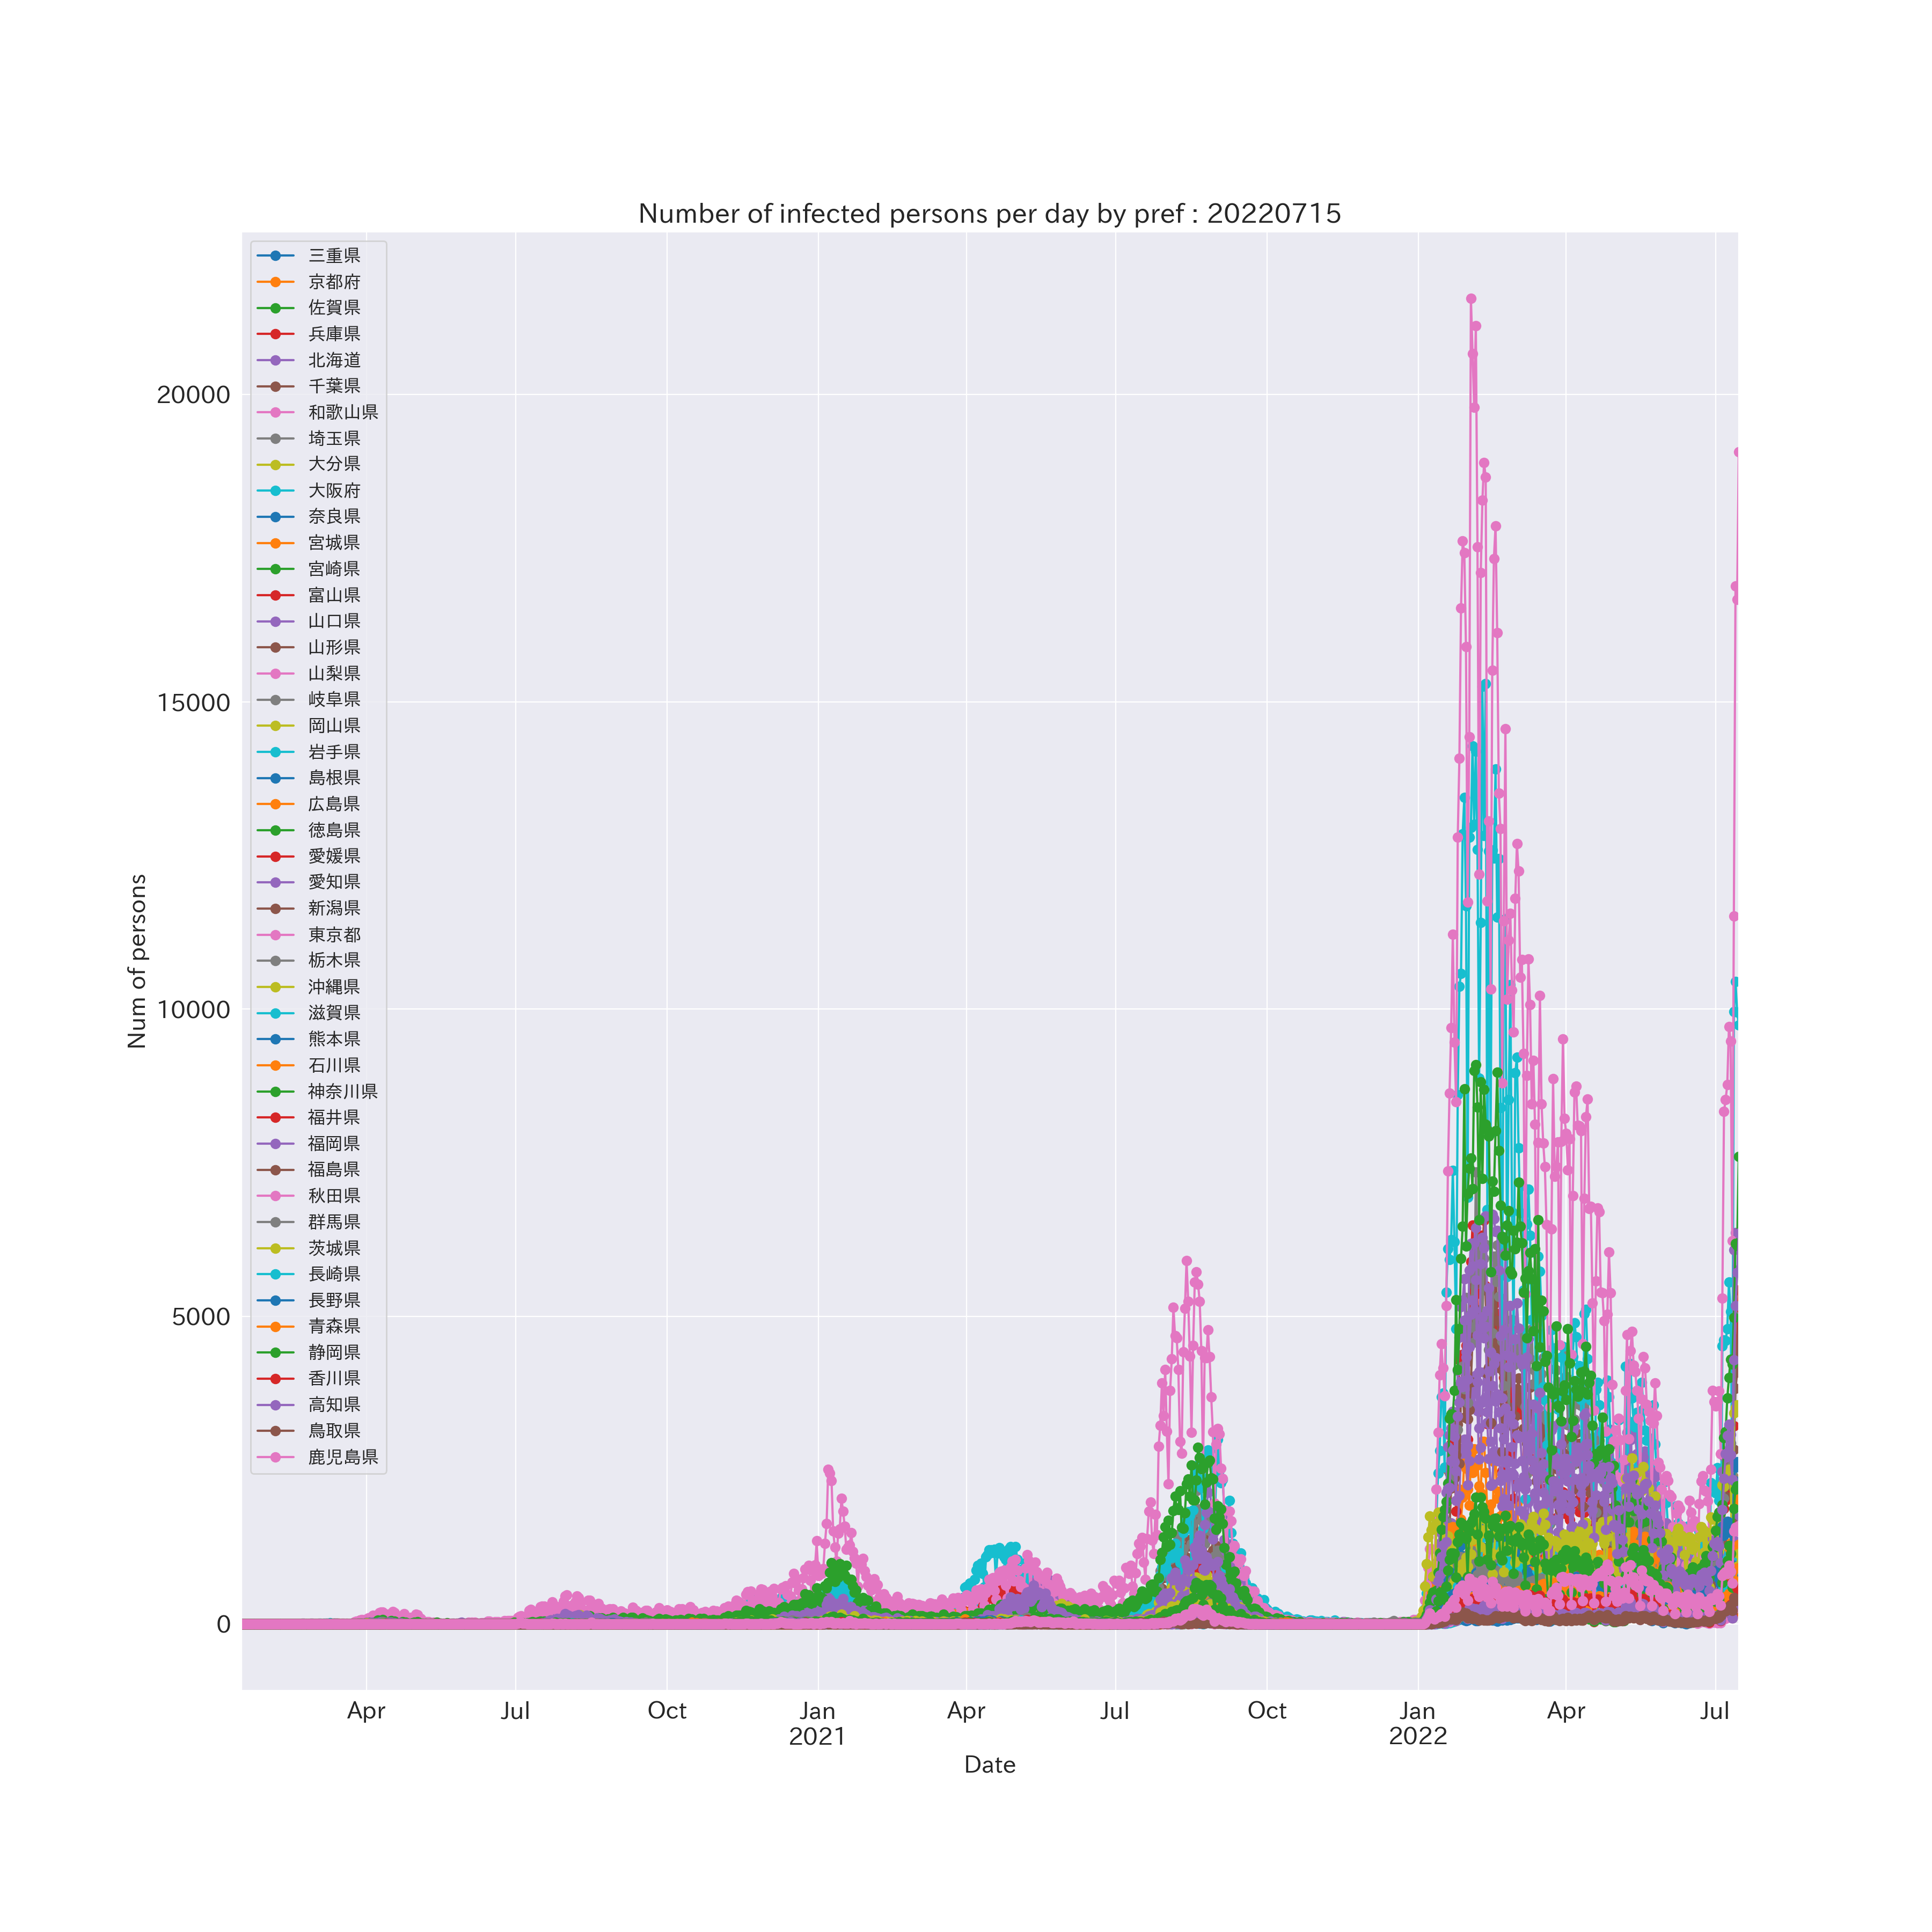 Number of infected persons per day by pref : 20220715
三重県
京都府
佐賀県
兵庫県
北海道
千葉県
和歌山県
埼玉県
大分県
大阪府
奈良県
宮城県
宮崎県
富山県
山口県
山形県
山梨県
岐阜県
岡山県
岩手県
島根県
広島県
徳島県
愛媛県
愛知県
新潟県
東京都
栃木県
沖縄県
滋賀県
熊本県
石川県
神奈川県
福井県
福岡県
福島県
秋田県
群馬県
茨城県
長崎県
長野県
青森県
静岡県
香川県
高知県
鳥取県
鹿児島県
20000
15000
10000
5000
0
Num of persons
Apr Jul Oct Jan Apr Jul Oct Jan Apr Jul
2021 2022
Date